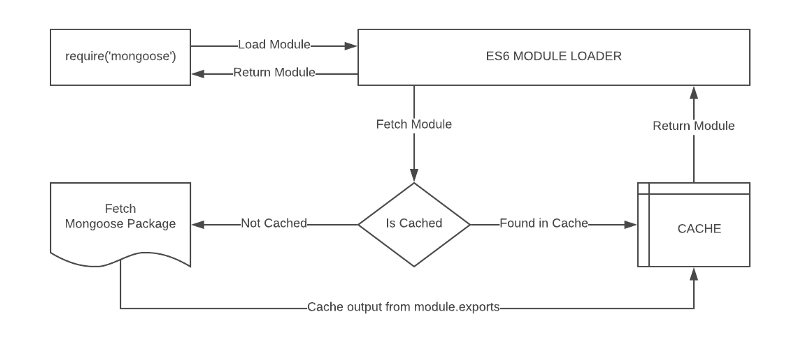 require('mongoose')
Load Module
Return Module
ES6 MODULE LOADER
Fetch Module
Return Module
Fetch
Mongoose Package
Not Cached
Is Cached
Found in Cache
CACHE
Cache output from module.exports